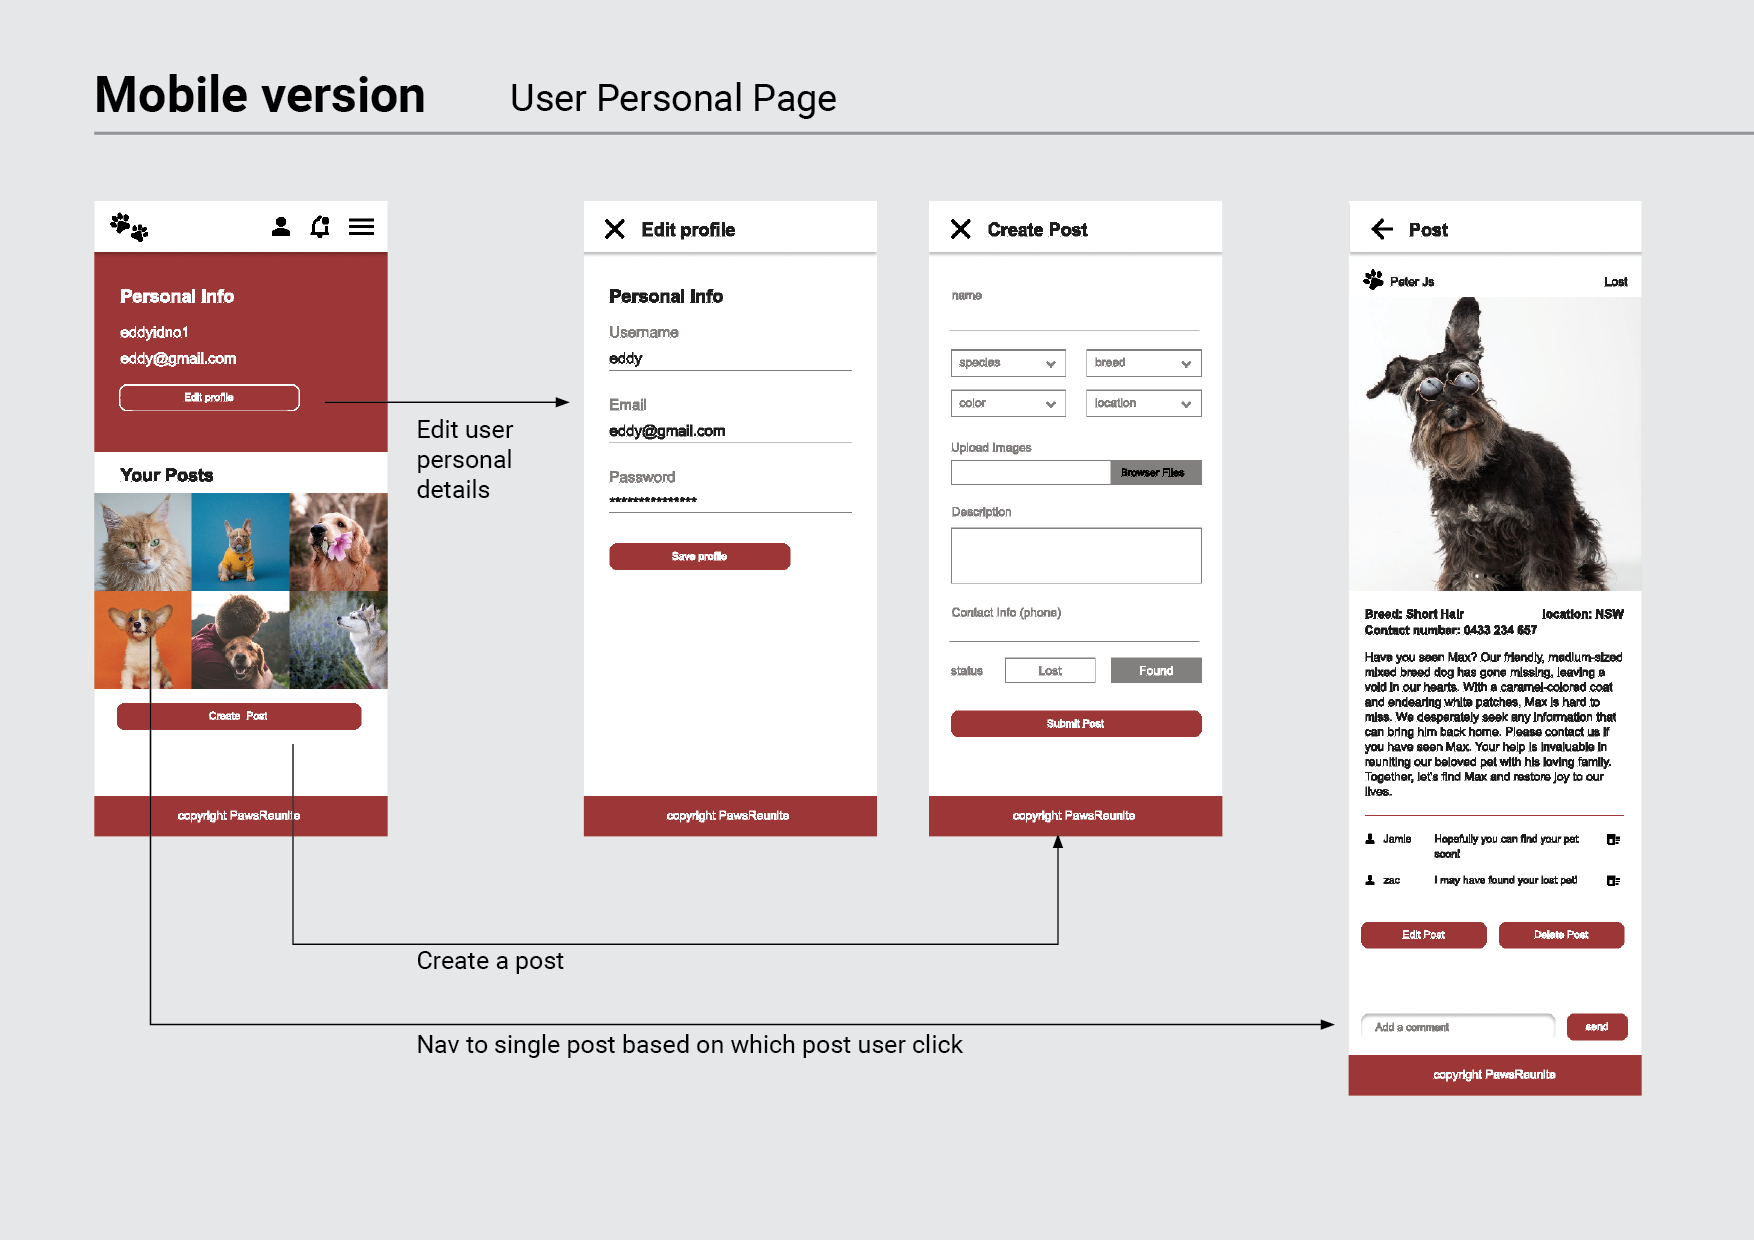 Mobile version
User Personal Page
Personal Info
eddyidno1
eddy@gmail.com
Edit profile
Your Posts
Create Post
copyright PawsReunite
Edit user
personal
details
Edit profile
Personal Info
Username
eddy
Email
eddy@gmail.com
Password
***************
Save profile
copyright PawsReunite
Create Post
name
species
breed
color
location
Upload Images
Browser Files
Description
Contact Info (phone)
status
Lost
Found
Submit Post
copyright PawsReunite
Post
Peter Js
Lost
Breed: Short Hair
location: NSW
Contact number: 0433 234 657
Have you seen Max? Our friendly, medium-sized
mixed breed dog has gone missing, leaving a
void in our hearts. With a caramel-colored coat
and endearing white patches, Max is hard to
miss. We desperately seek any information that
can bring him back home. Please contact us if
you have seen Max. Your help is invaluable in
reuniting our beloved pet with his loving family.
Together, let's find Max and restore joy to our
lives.
Jamie
Hopefully you can find your pet
soon!
zac
I may have found your lost pet!
Edit Post
Delete Post
Add a comment
send
copyright PawsReunite
Create a post
Nav to single post based on which post user click